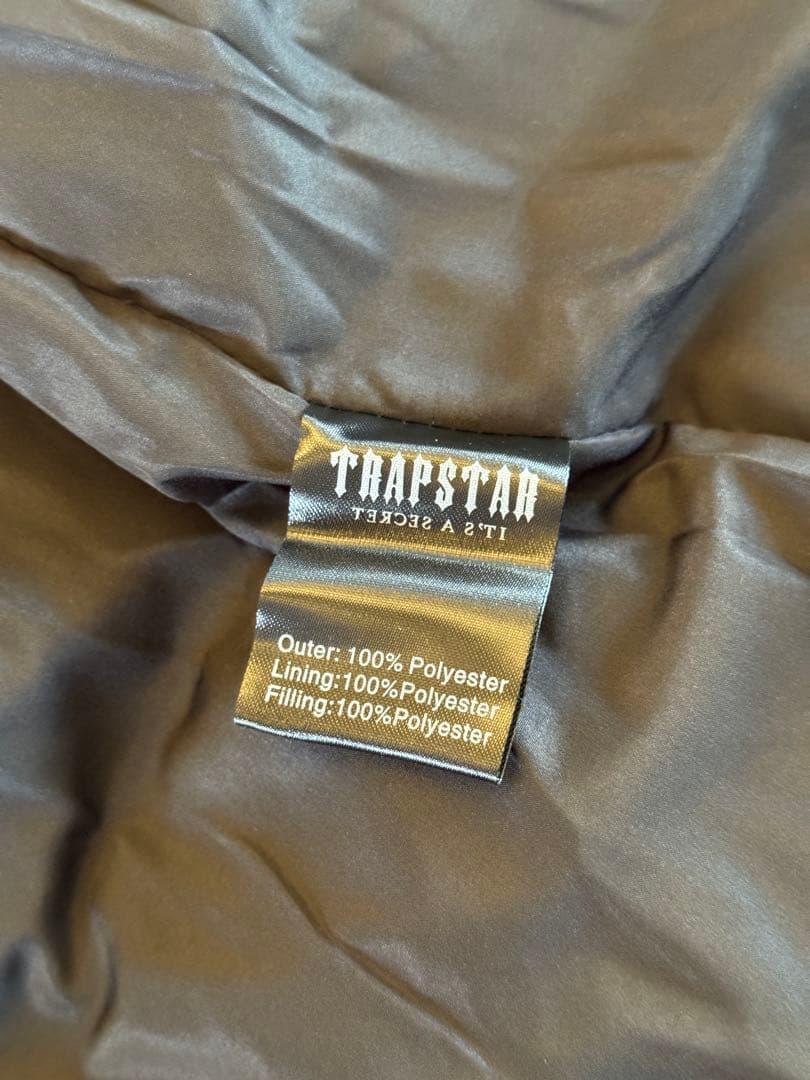 TRAPSTAR
IT'S A SECRET
Outer: 100% Polyester
Lining:100%Polyester
Filling:100%Polyester